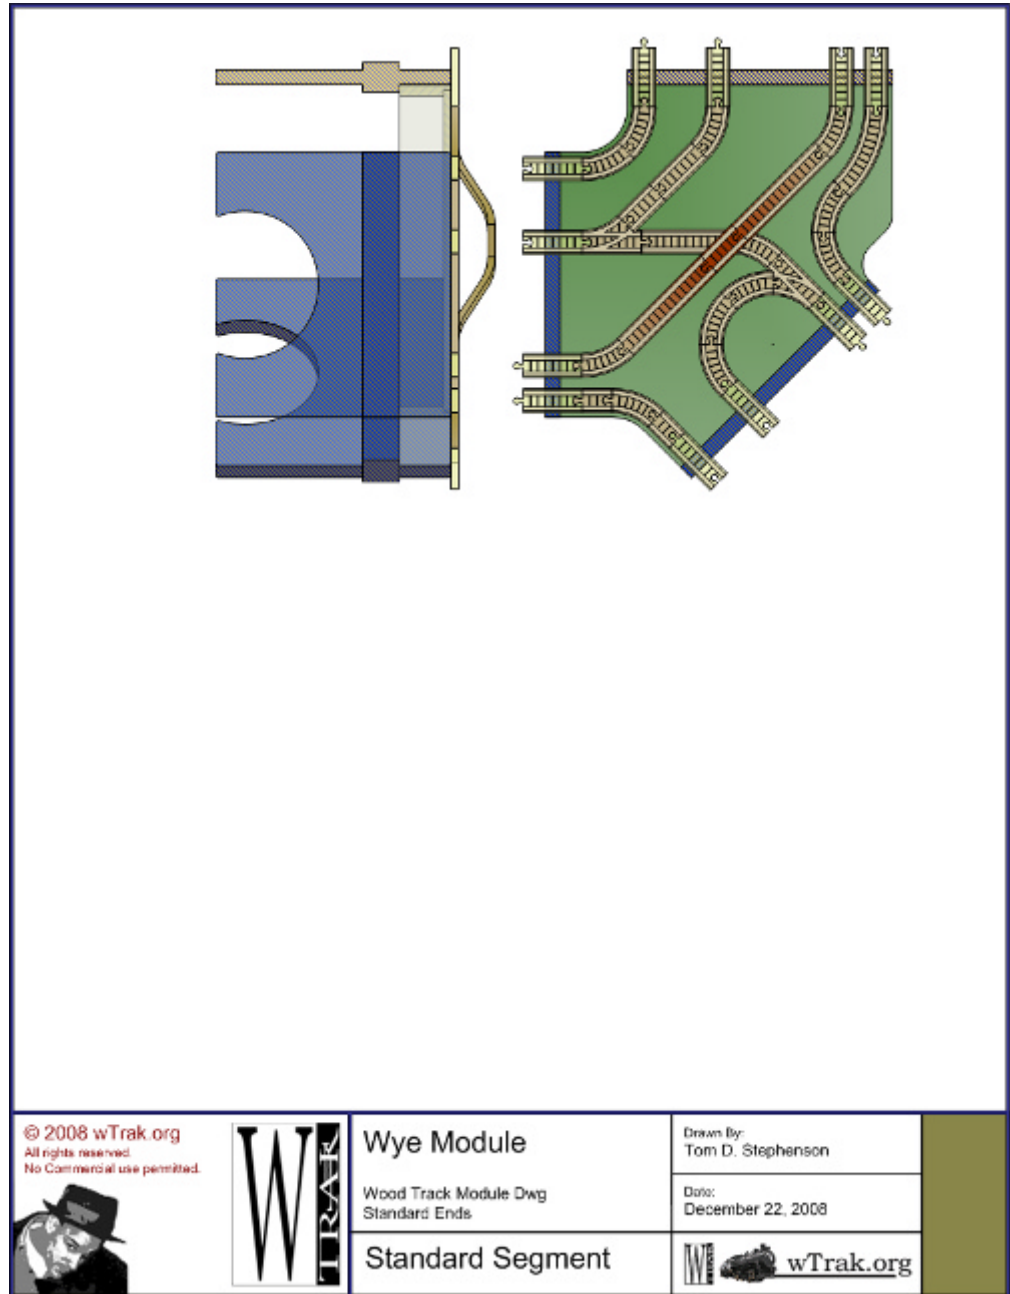 © 2008 wTrak.org
All rights reserved.
No Commercial use permitted.
W
TRAK
Wye Module
Wood Track Module Dwg
Standard Ends
Standard Segment
Drawn By:
Tom D. Stephenson
Date:
December 22, 2008
W
wTrak.org